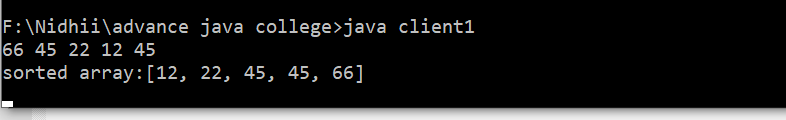 F:\Nidhii\advance java college>java client1
66 45 22 12 45
sorted array:[12, 22, 45, 45, 66]